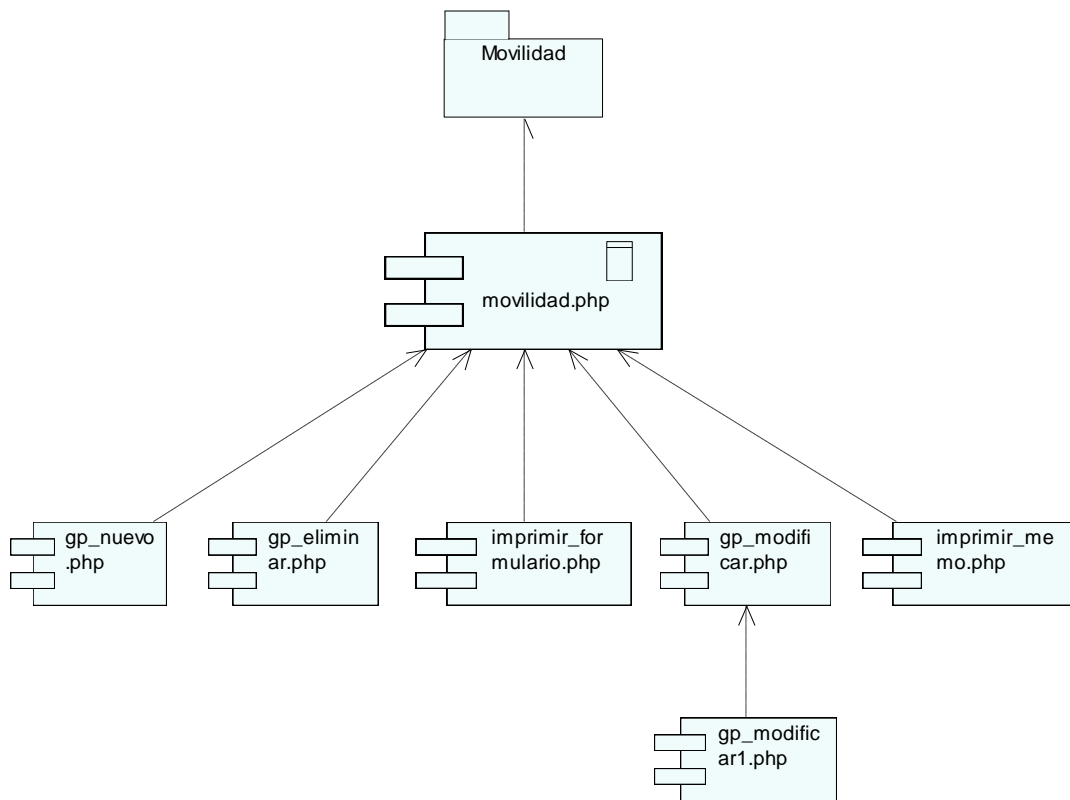 Movilidad
movilidad.php
gp_nuevo
.php
gp_elimin
ar.php
imprimir_for
mulario.php
gp_modifi
car.php
imprimir_me
mo.php
gp_modific
ar1.php